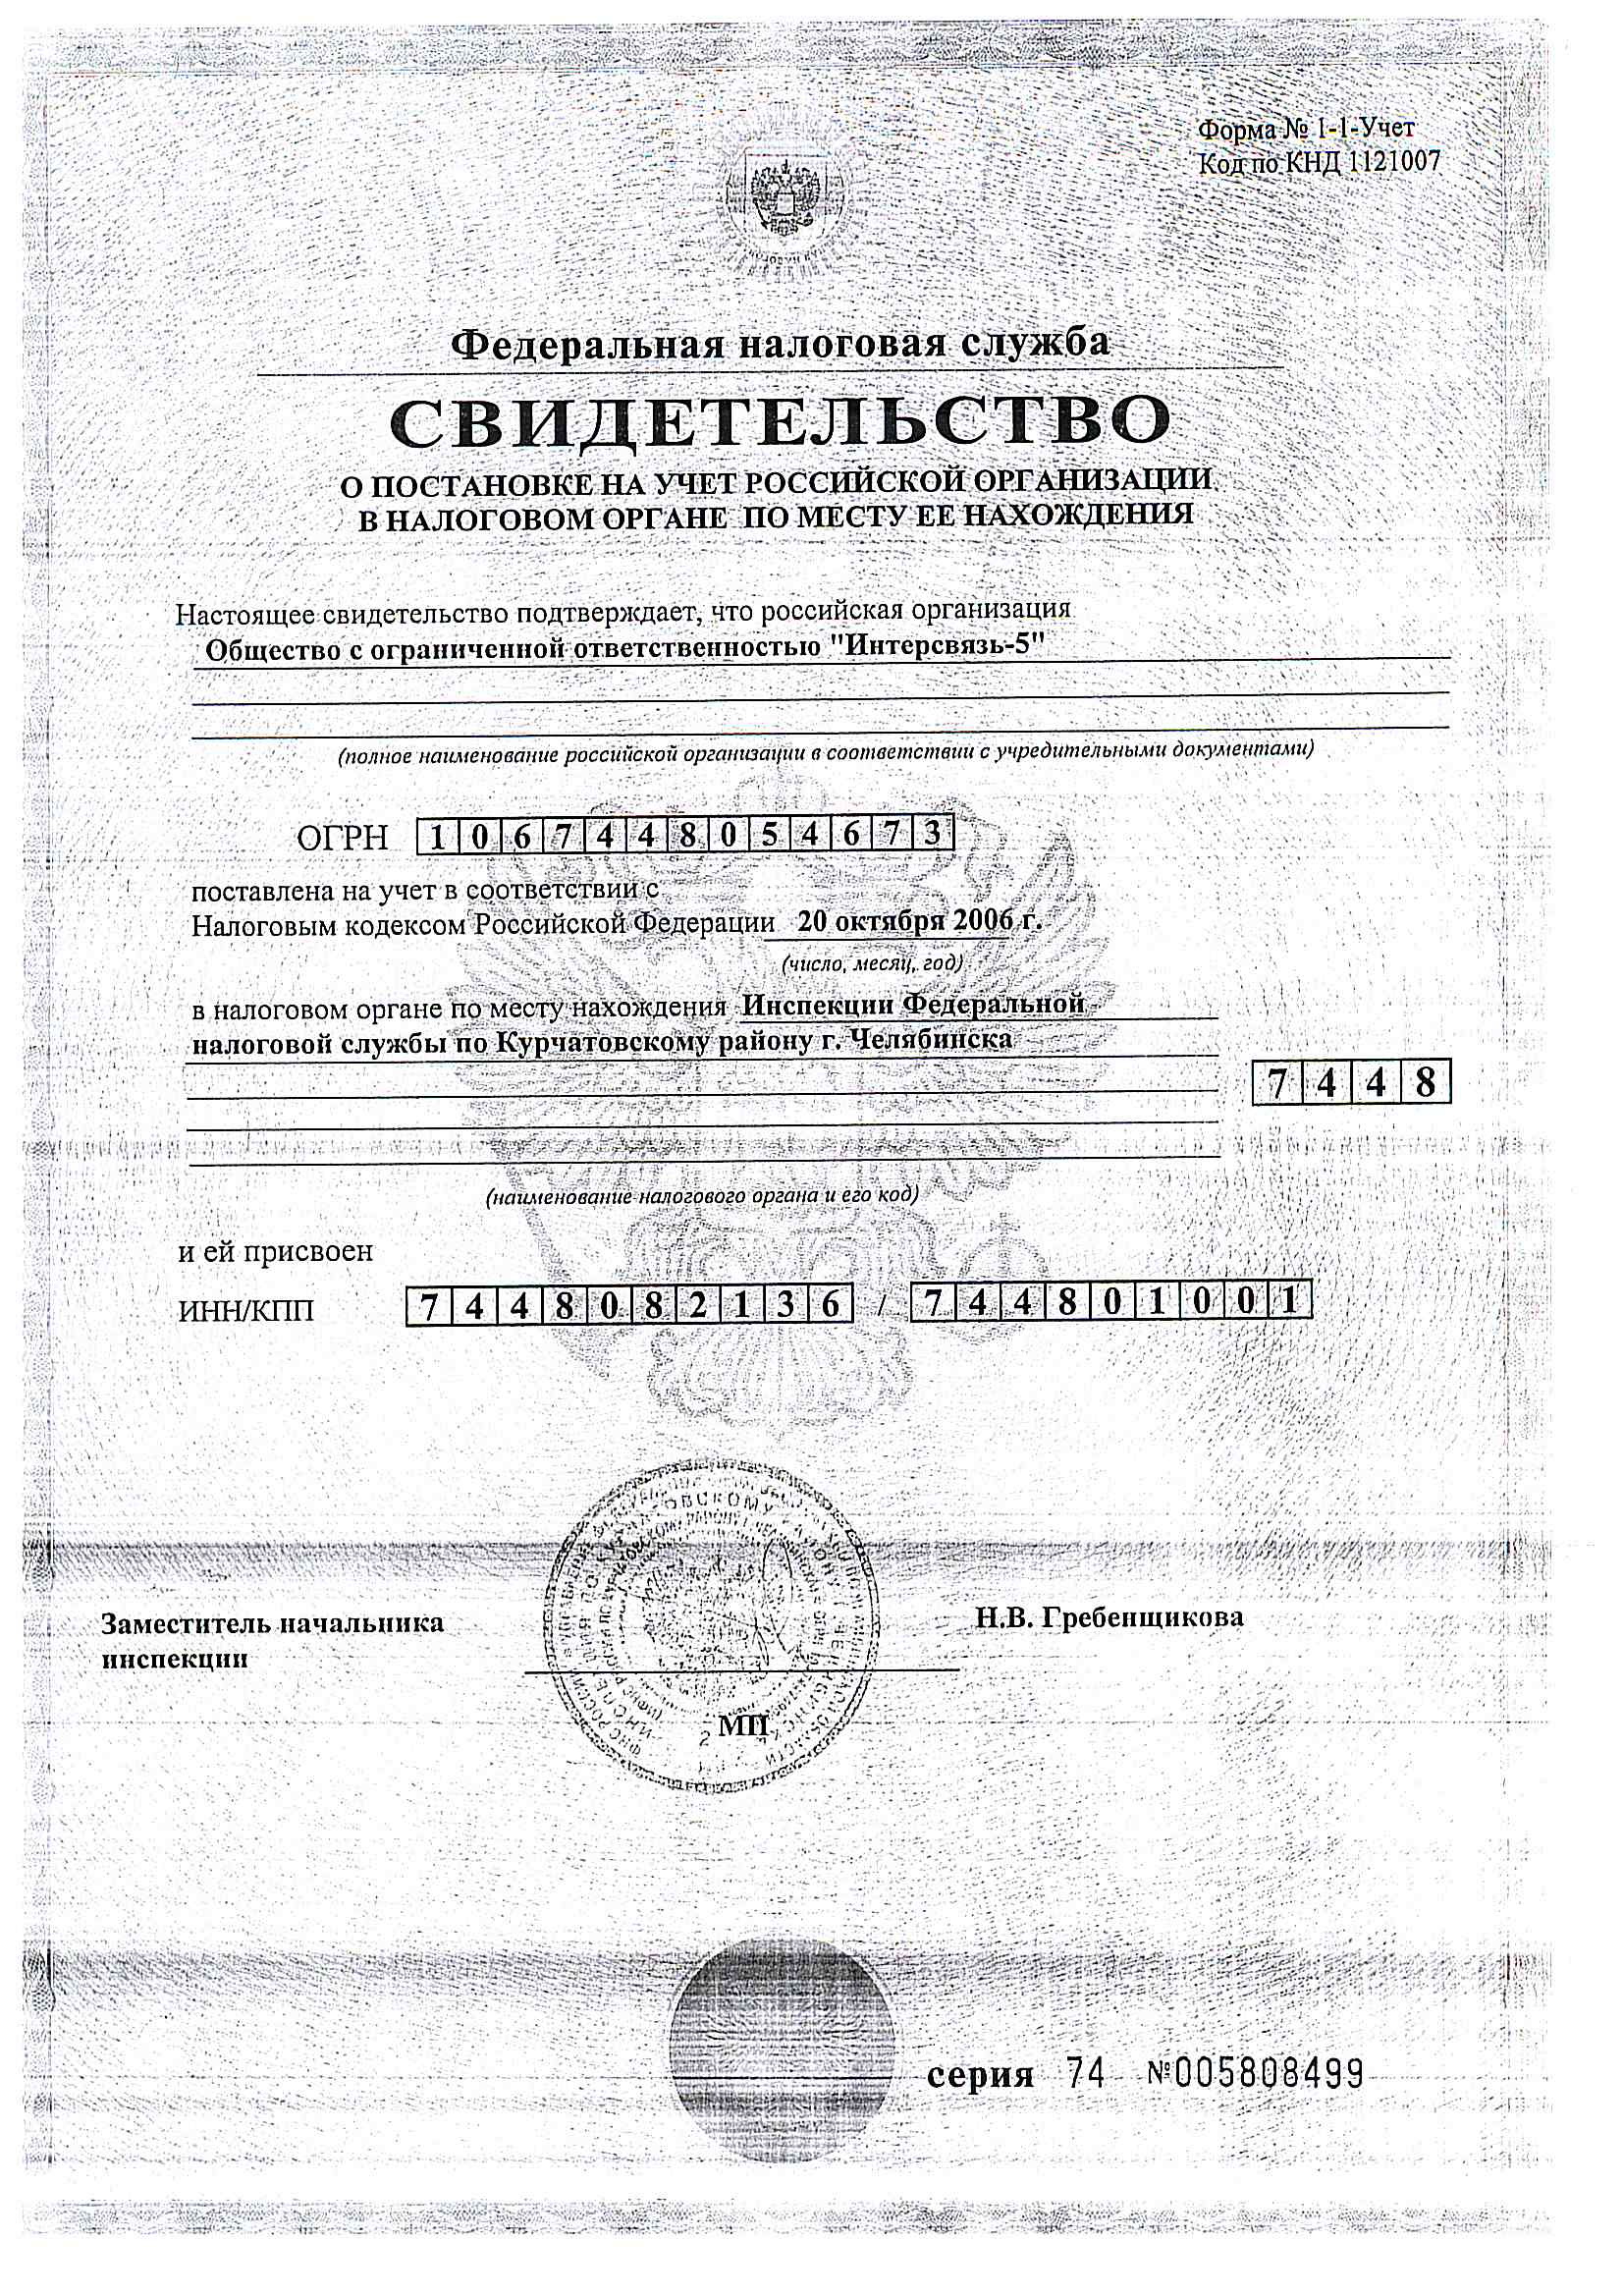 Форма № 1-1-Учет
Код по КНД 1121007
Федеральная налоговая служба
СВИДЕТЕЛЬСТВО
О ПОСТАНОВКЕ НА УЧЕТ РОССИЙСКОЙ ОРГАНИЗАЦИИ
В НАЛОГОВОМ ОРГАНЕ ПО МЕСТУ ЕЕ НАХОЖДЕНИЯ
Настоящее свидетельство подтверждает, что российская организация
Общество с ограниченной ответственностью "Интерсвязь-5"
(полное наименование российской организации в соответствии с учредительными документами)
ОГРН 1067448054673
поставлена на учет в соответствии с
Налоговым кодексом Российской Федерации 20 октября 2006 г.
(число, месяц, год)
в налоговом органе по месту нахождения Инспекции Федеральной
налоговой службы по Курчатовскому району г. Челябинска
7448
(наименование налогового органа и его код)
и ей присвоен
ИНН/КПП 7448082136 / 744801001
Заместитель начальника
инспекции
Н.В. Гребенщикова
МП
серия 74 №005808499